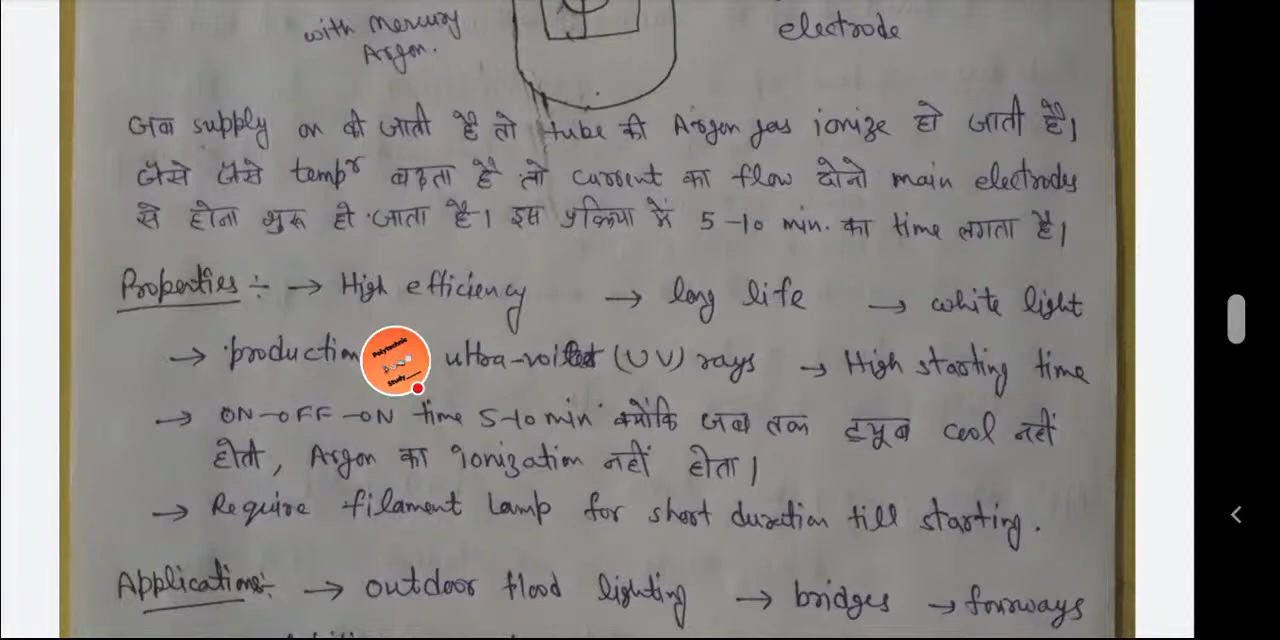 with Mercury
Argon.
electrode
जब supply on की जाती है तो tube की Argon gas ionize हो जाती है।
जैसे जैसे temp^r बढ़ता है तो current का flow दोनो main electrodes
से होना शुरू हो जाता है। इस प्रक्रिया में 5-10 min. का time लगता है।
Properties :- → High efficiency → long life → white light
→ production ultra-voilet (UV) rays → High starting time
→ ON-OFF-ON time 5-10 min क्योंकि जब तक ट्यूब cool नहीं
होती, Argon का ionization नहीं होता।
→ Require filament Lamp for short duration till starting.
Applications:- → outdoor flood lighting → bridges →
Polytechnic
Study